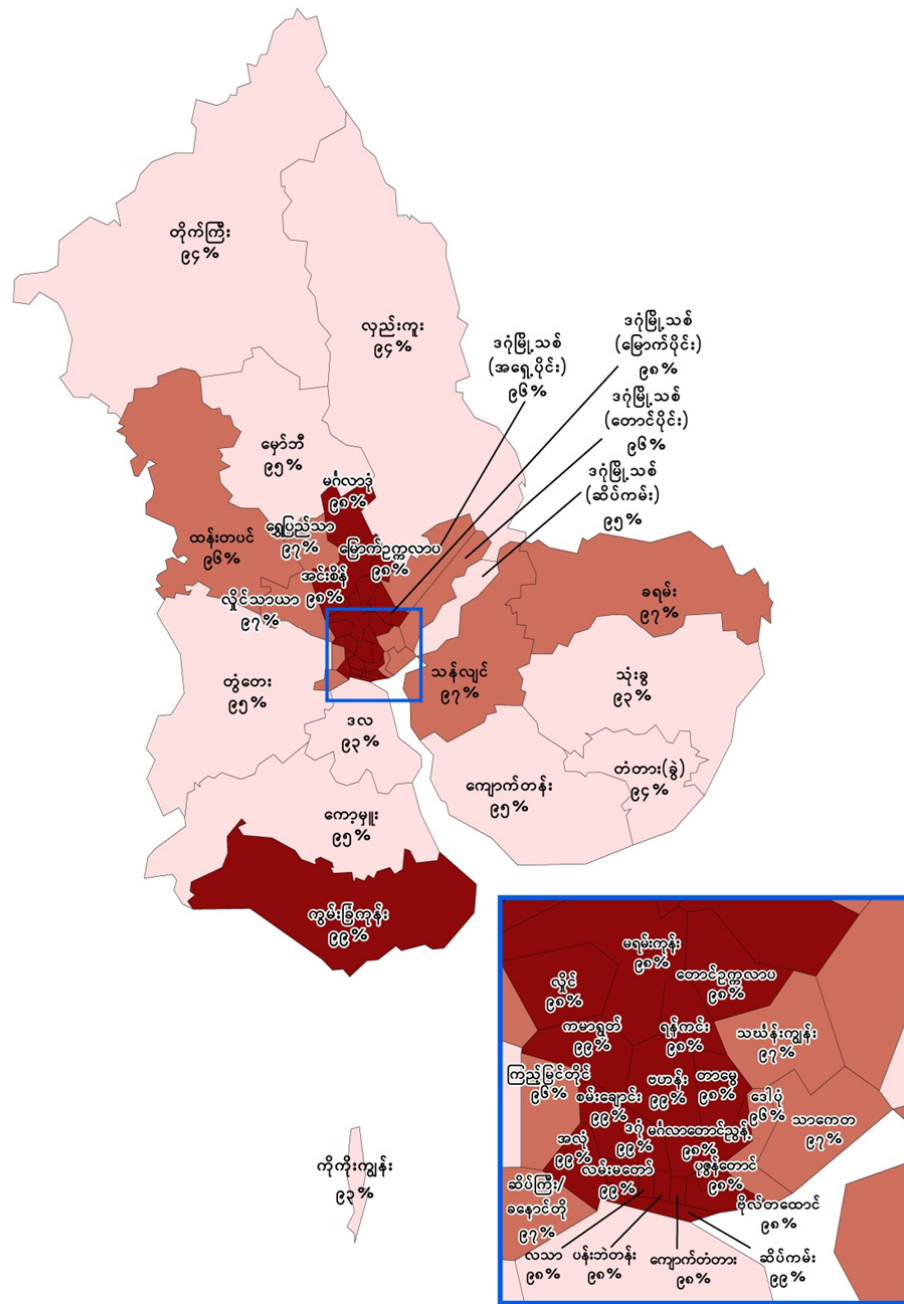 တိုက်ကြီး
၉၄%
လှည်းကူး
၉၄%
ဒဂုံမြို့သစ်
(အရှေ့ပိုင်း)
၉၆%
ဒဂုံမြို့သစ်
(မြောက်ပိုင်း)
၉၈%
ဒဂုံမြို့သစ်
(တောင်ပိုင်း)
၉၆%
ဒဂုံမြို့သစ်
(ဆိပ်ကမ်း)
၉၅%
မှော်ဘီ
၉၅%
မင်္ဂလာဒုံ
၉၈%
ရွှေပြည်သာ
၉၇%
ထန်းတပင်
၉၆%
မြောက်ဥက္ကလာပ
၉၈%
အင်းစိန်
၉၈%
လှိုင်သာယာ
၉၇%
ခရမ်း
၉၇%
သန်လျင်
၉၇%
သုံးခွ
၉၃%
တွံတေး
၉၅%
ဒလ
၉၃%
တံတား(ခွဲ)
၉၄%
ကျောက်တန်း
၉၅%
ကော့မှူး
၉၅%
ကွမ်းခြံကုန်း
၉၉%
ကိုကိုးကျွန်း
၉၃%
မရမ်းကုန်း
၉၈%
လှိုင်
၉၈%
တောင်ဥက္ကလာပ
၉၈%
ကမာရွတ်
၉၉%
ရန်ကင်း
၉၈%
သင်္ဃန်းကျွန်း
၉၇%
ကြည့်မြင်တိုင်
၉၆%
စမ်းချောင်း
၉၉%
ဗဟန်း
၉၉%
တာမွေ
၉၈%
ဒေါပုံ
၉၆%
သာကေတ
၉၇%
အလုံ
၉၉%
ဒဂုံ
၉၉%
မင်္ဂလာတောင်ညွန့်
၉၈%
လမ်းမတော်
၉၉%
ပုဇွန်တောင်
၉၈%
ဆိပ်ကြီး/
ခနောင်တို
၉၇%
ဗိုလ်တထောင်
၉၈%
လသာ
၉၈%
ပန်းဘဲတန်း
၉၈%
ကျောက်တံတား
၉၈%
ဆိပ်ကမ်း
၉၉%